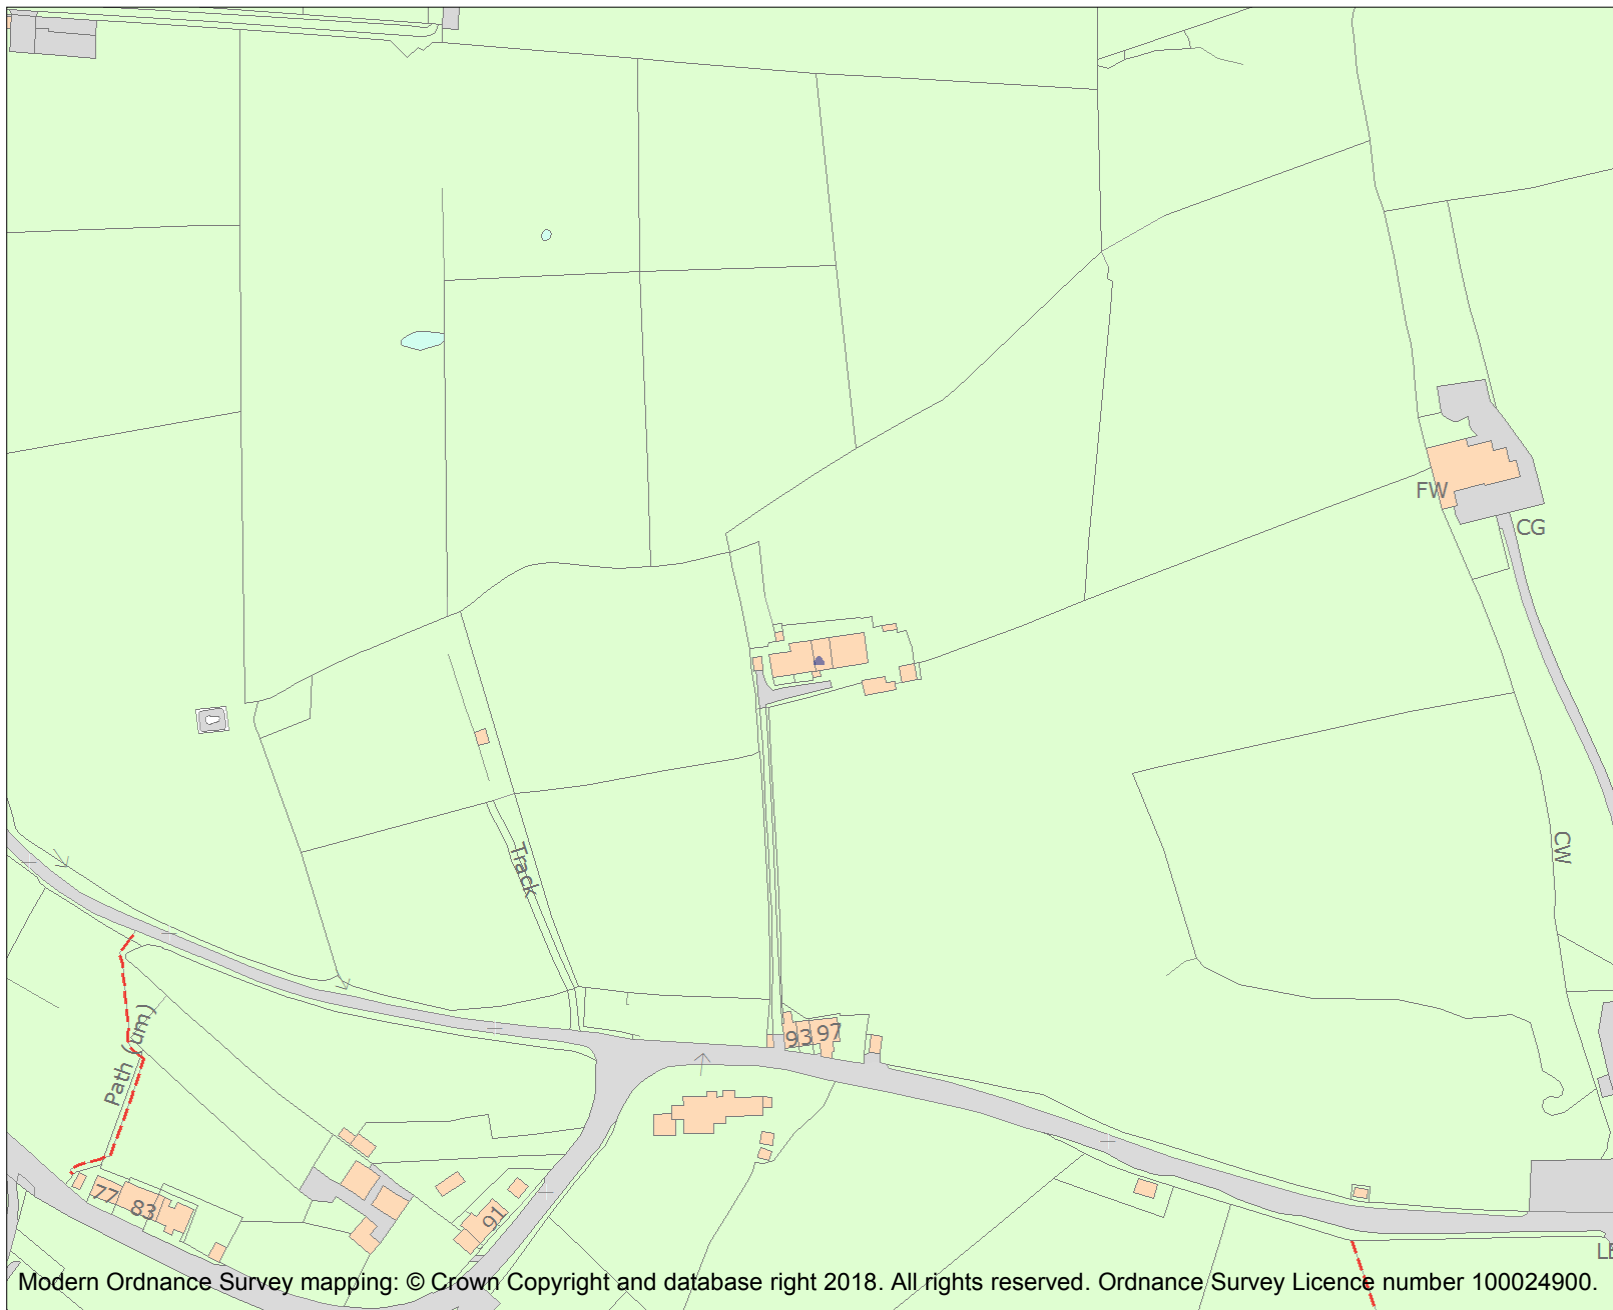 FW
CG
Track
CW
93 97
Path (um)
77
83
91
Modern Ordnance Survey mapping: © Crown Copyright and database right 2018. All rights reserved. Ordnance Survey Licence number 100024900.